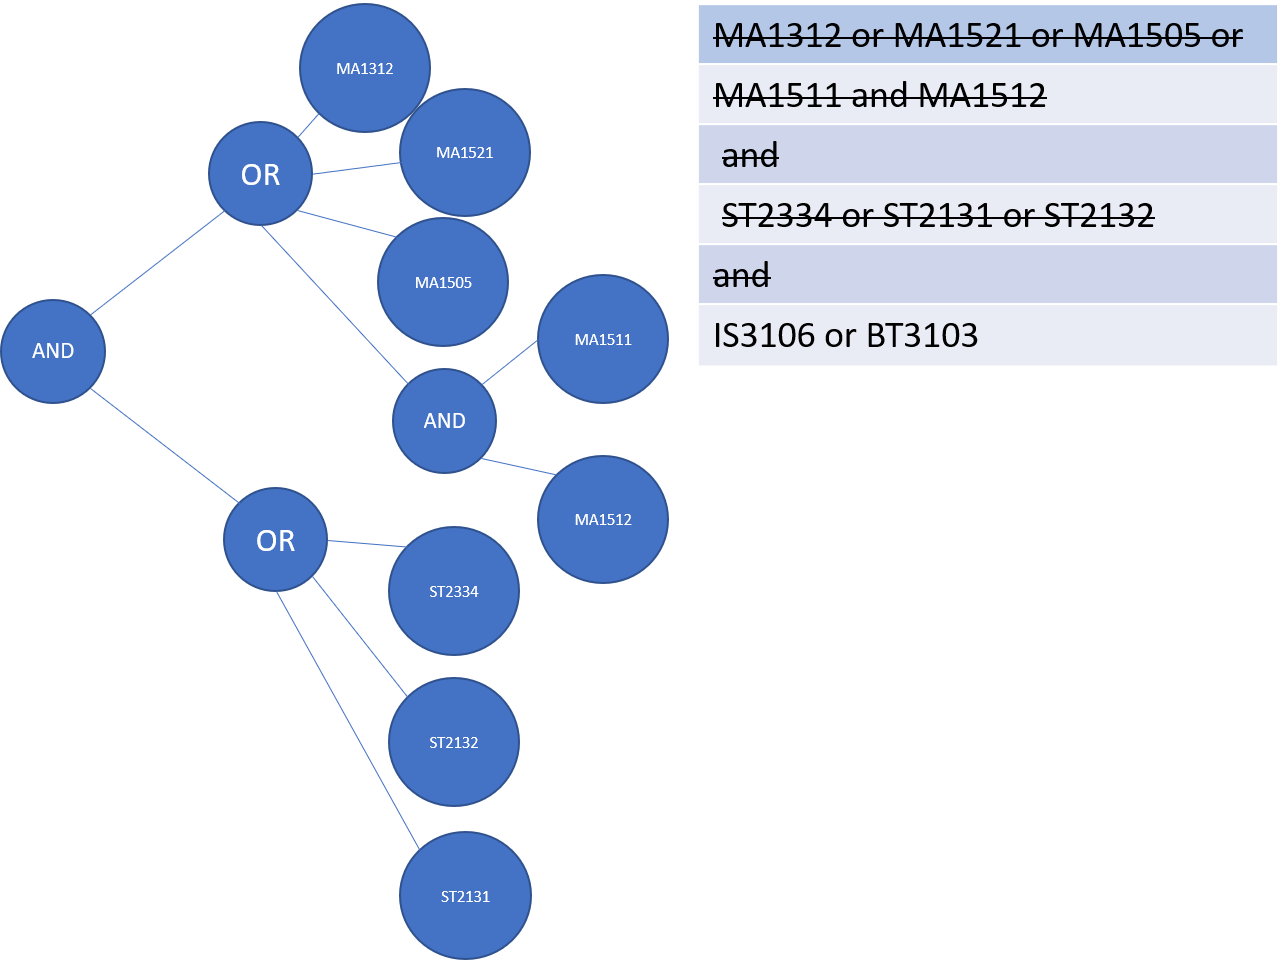 MA1312
MA1521
OR
MA1505
MA1511
AND
AND
MA1512
OR
ST2334
ST2132
ST2131
MA1312 or MA1521 or MA1505 or
MA1511 and MA1512
and
ST2334 or ST2131 or ST2132
and
IS3106 or BT3103